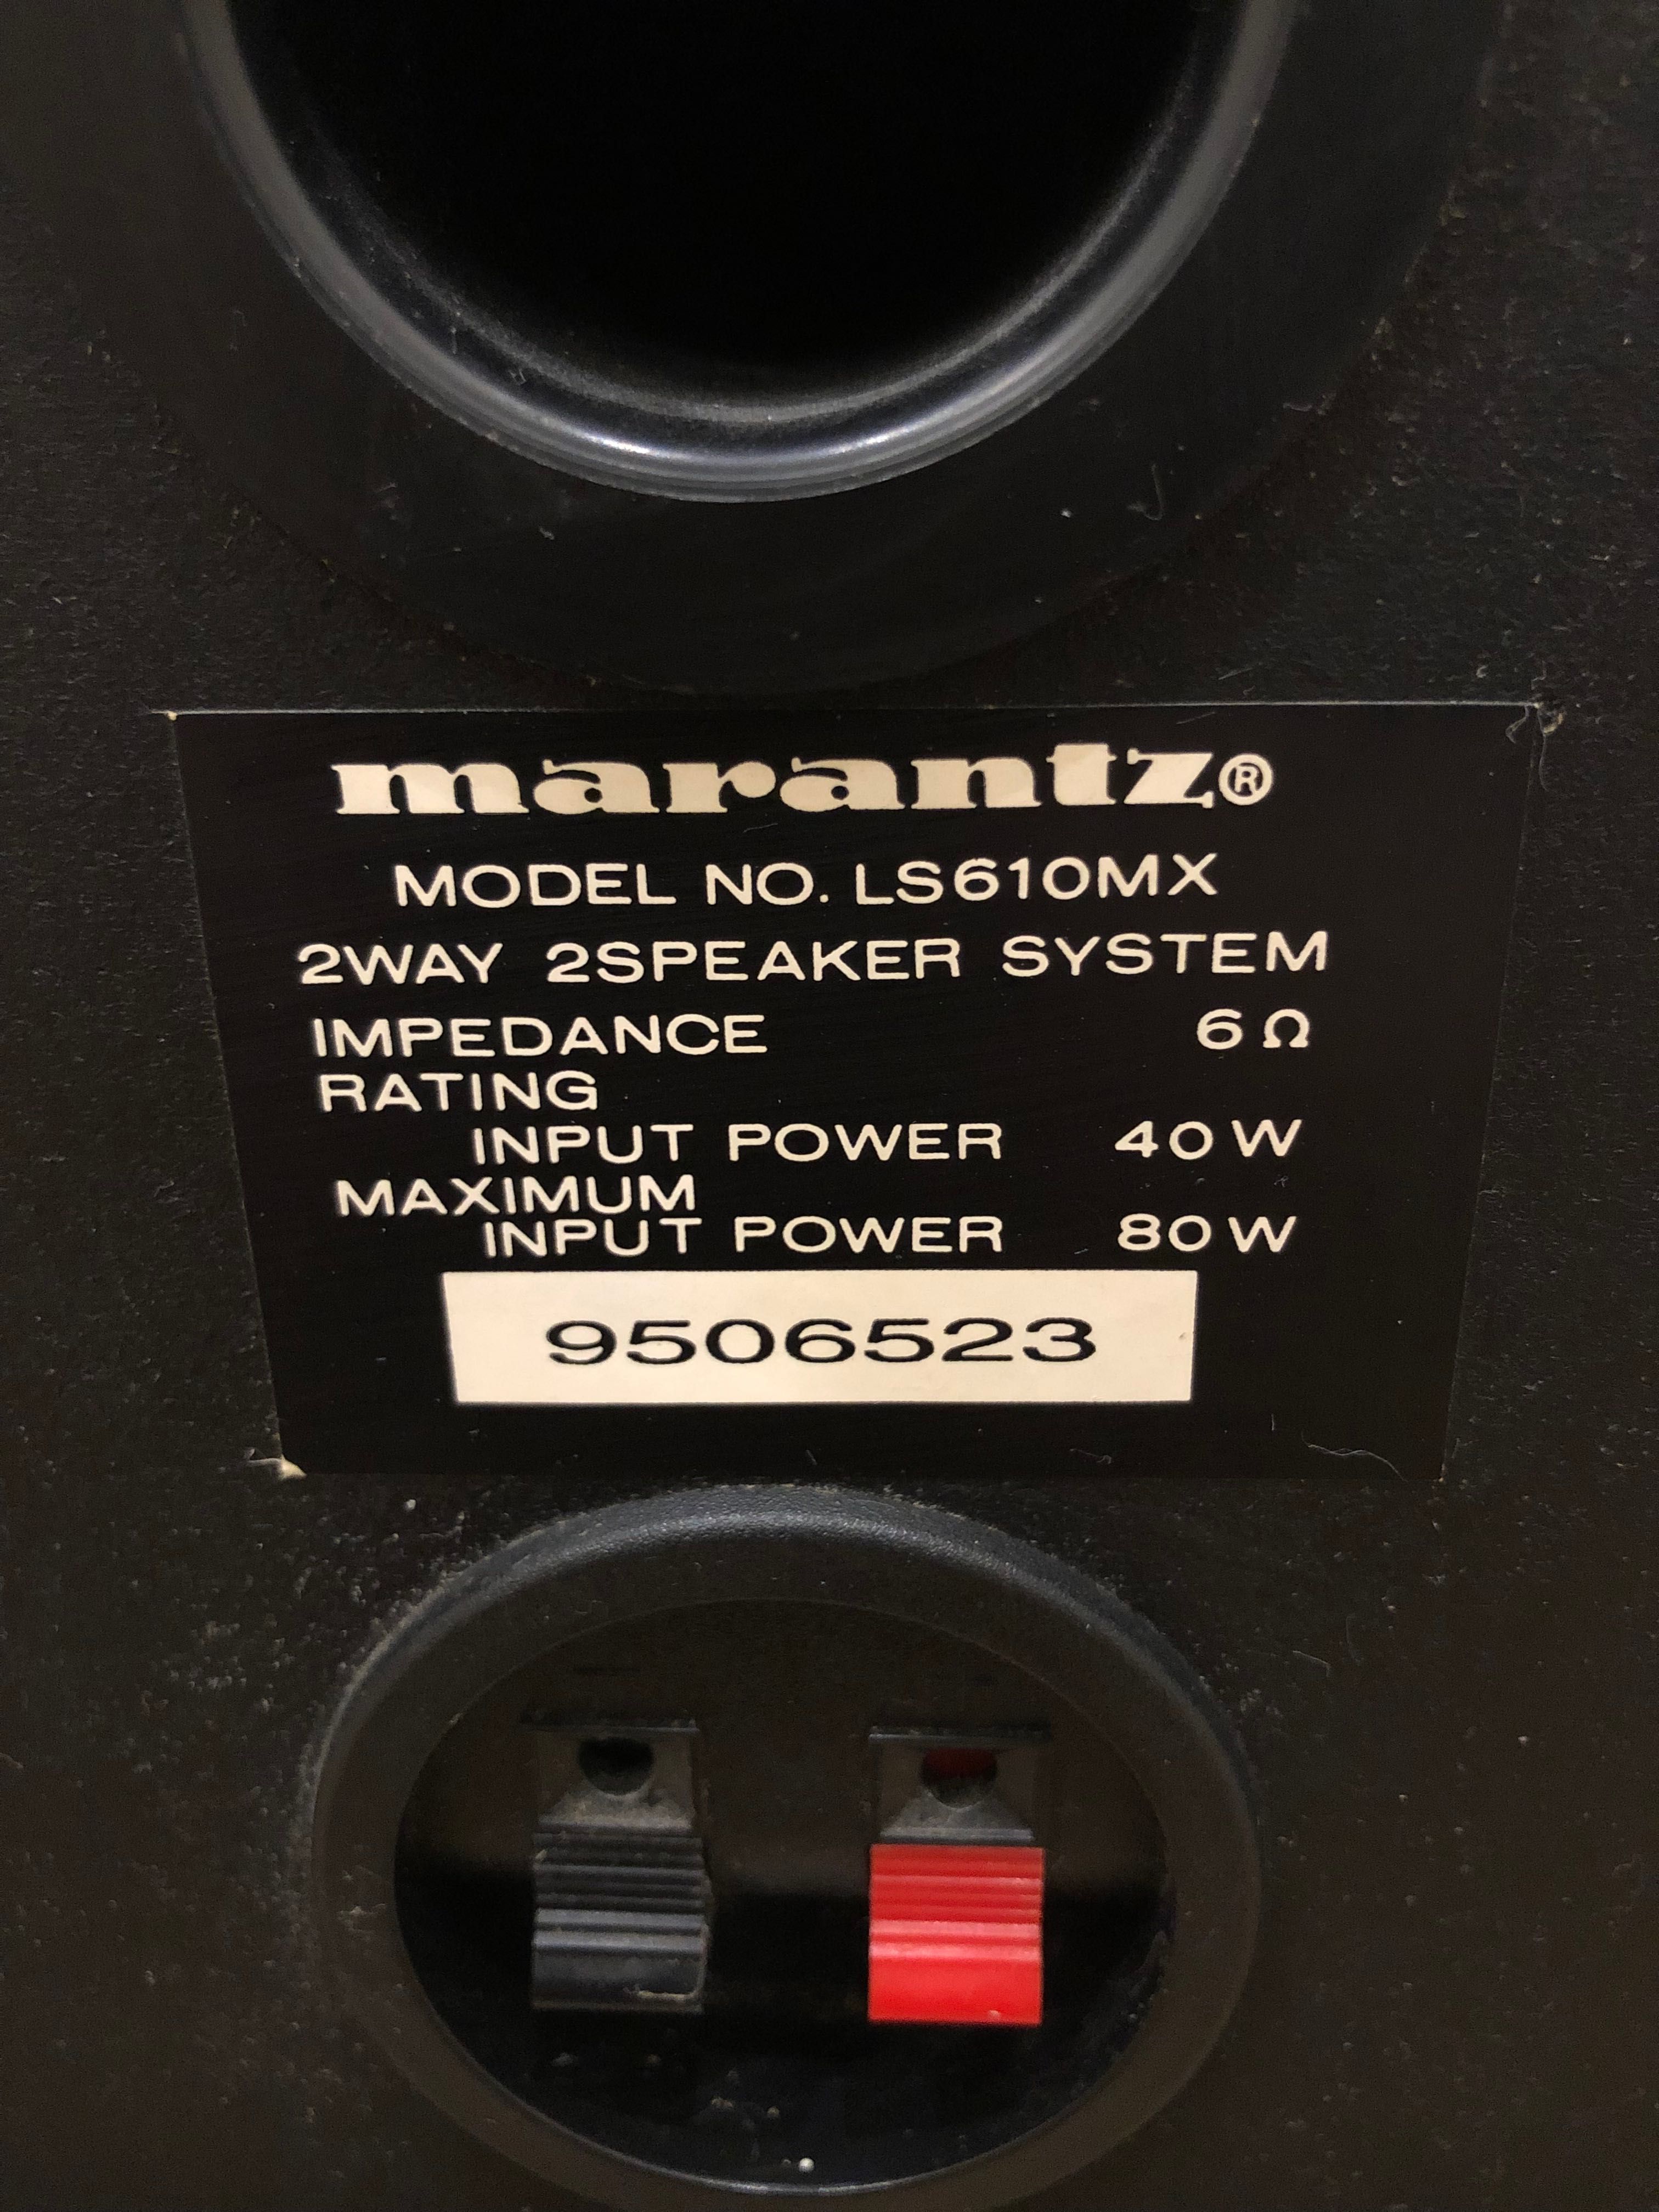 marantz®
MODEL NO. LS610MX
2WAY 2SPEAKER SYSTEM
IMPEDANCE 6Ω
RATING
INPUT POWER 40W
MAXIMUM
INPUT POWER 80W
9506523